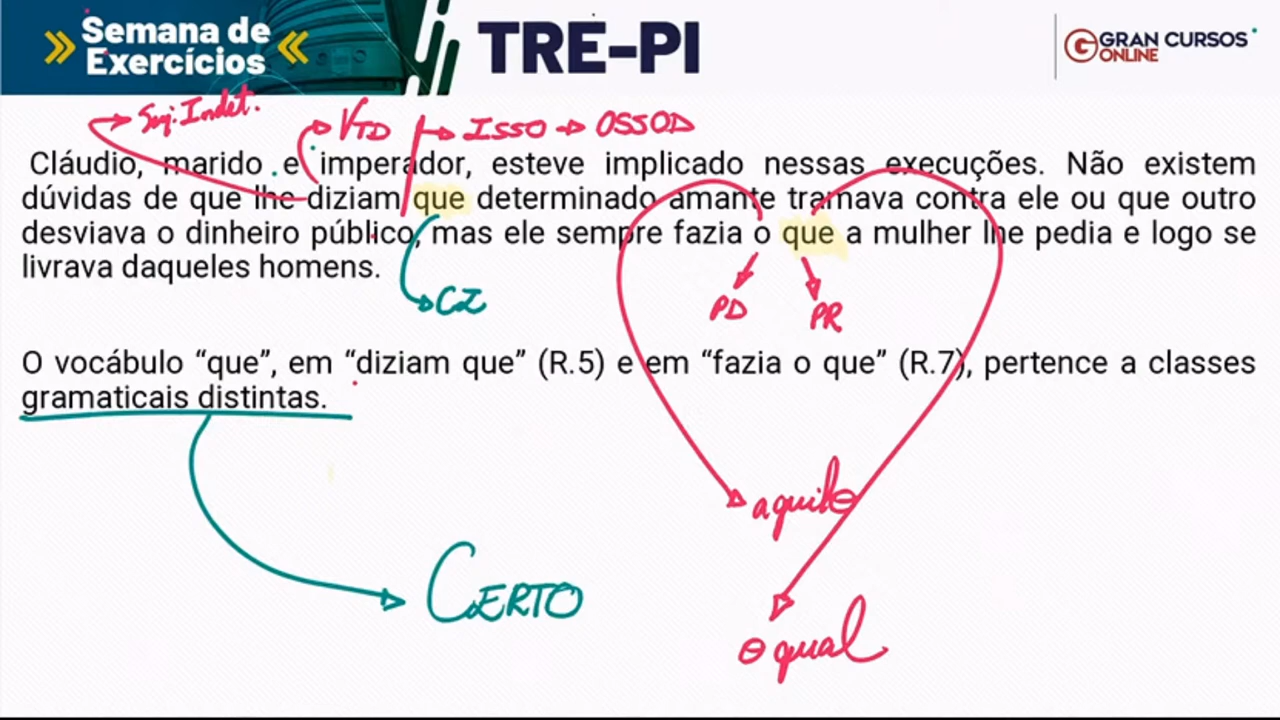 Semana de
Exercícios
TRE-PI
GRAN CURSOS
ONLINE
Suj. Indet.
VTD
ISSO → OSSOD
Cláudio, marido e imperador, esteve implicado nessas execuções. Não existem
dúvidas de que lhe diziam que determinado amante tramava contra ele ou que outro
desviava o dinheiro público, mas ele sempre fazia o que a mulher lhe pedia e logo se
livrava daqueles homens.
CI
PD
PR
O vocábulo “que”, em “diziam que” (R.5) e em “fazia o que” (R.7), pertence a classes
gramaticais distintas.
aquilo
CERTO
o qual